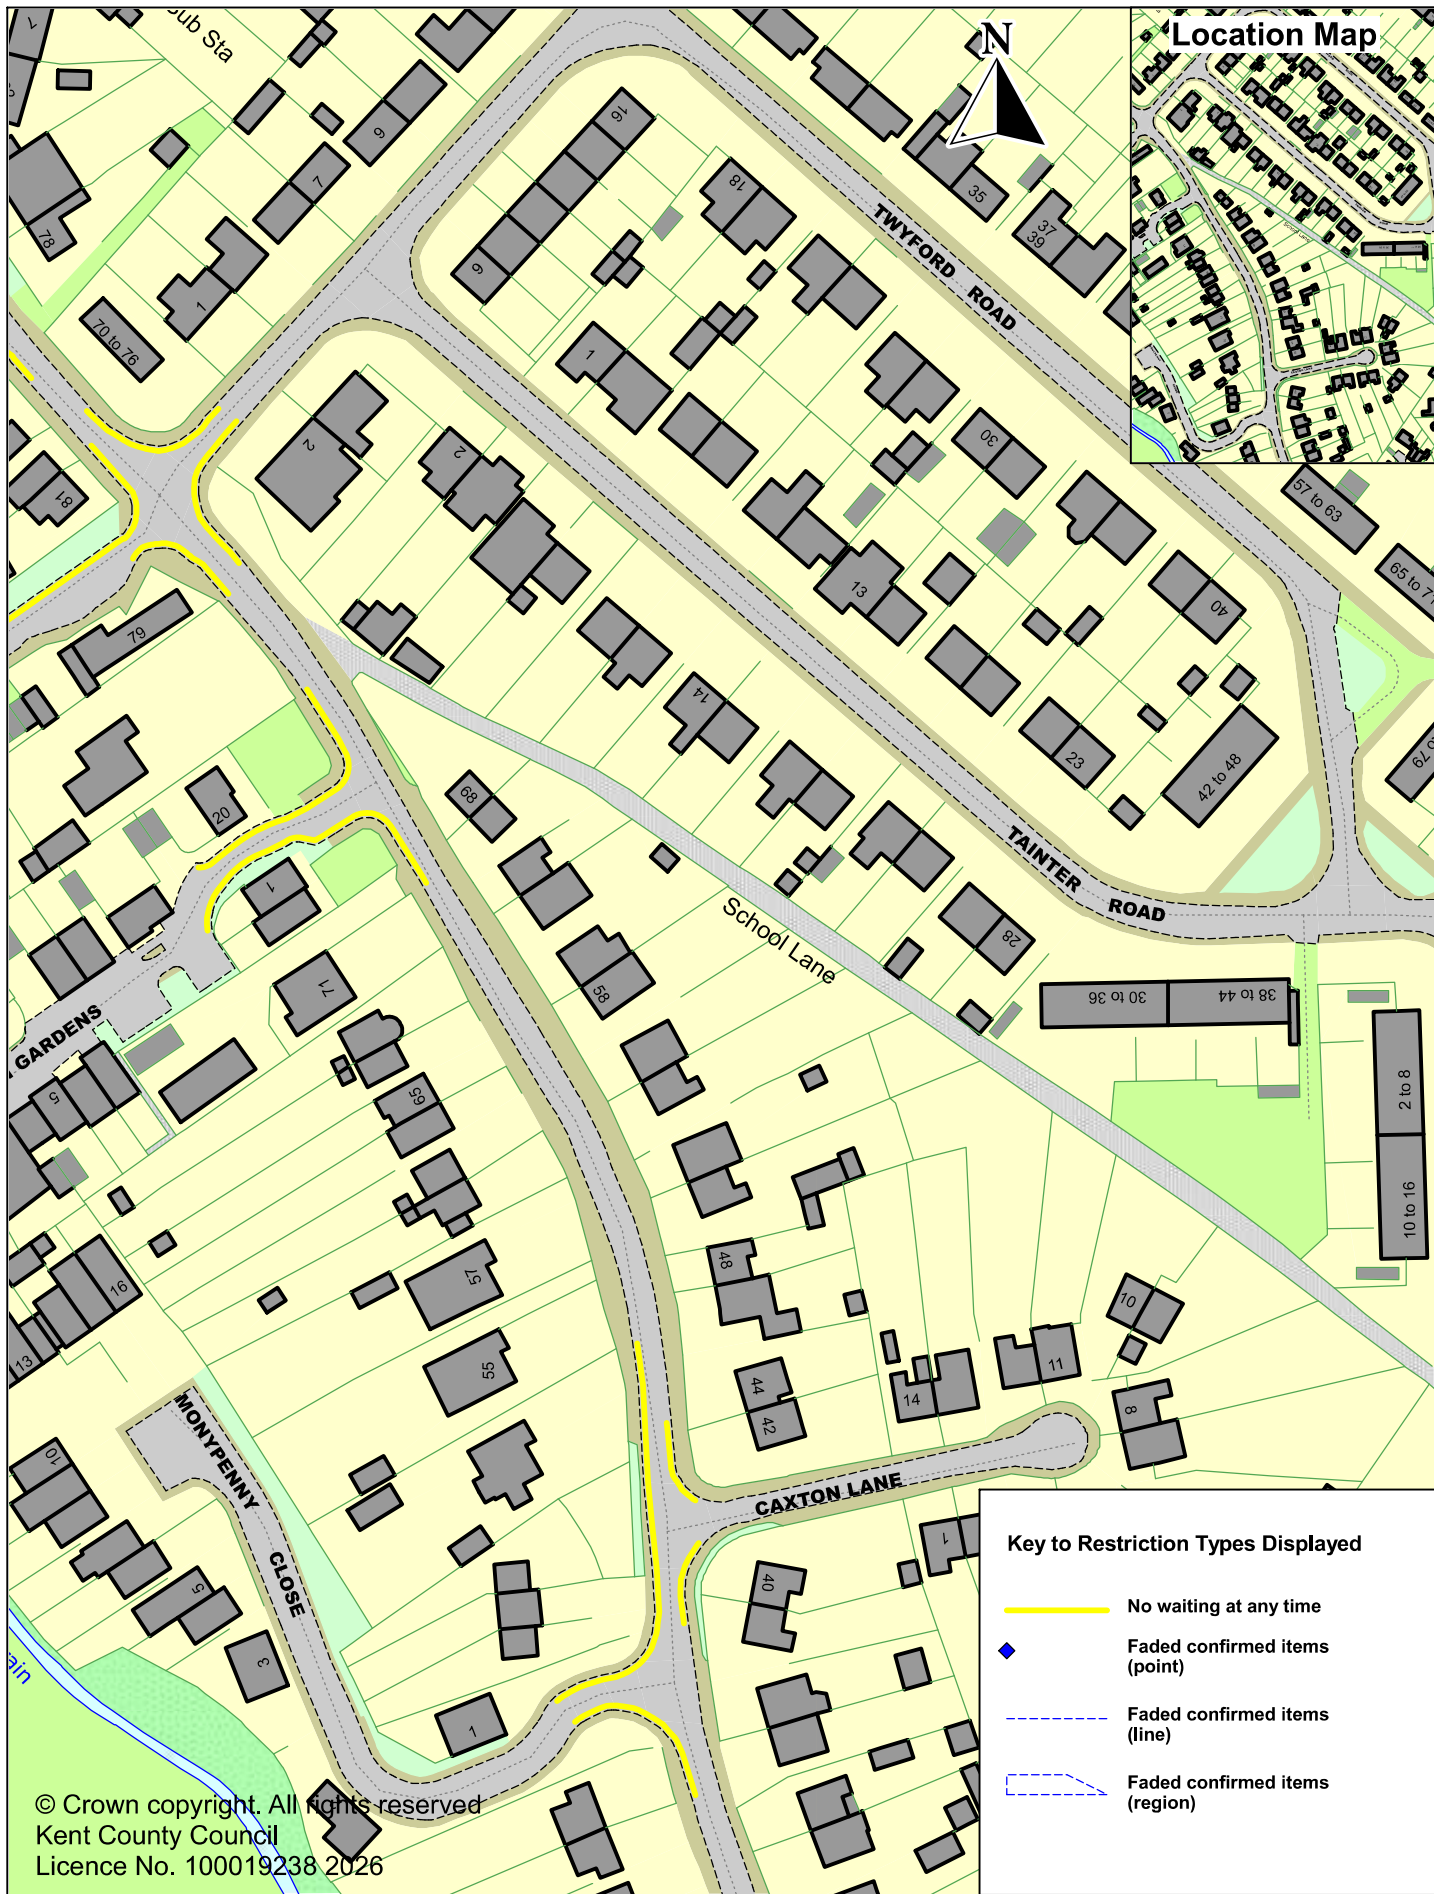 Sub Sta
N
Location Map
7
9
16
18
35
37
39
7
78
1
70 to 76
9
1
2
2
TWYFORD ROAD
30
57 to 63
81
65 to 71
13
40
79
14
23
42 to 48
68
20
TAINTER ROAD
1
School Lane
28
58
71
30 to 36
38 to 44
GARDENS
5
65
2 to 8
10 to 16
48
57
16
10
13
55
44
42
14
11
8
MONYPENNY CLOSE
10
CAXTON LANE
1
40
5
3
1
Key to Restriction Types Displayed
No waiting at any time
Faded confirmed items
(point)
Faded confirmed items
(line)
Faded confirmed items
(region)
© Crown copyright. All rights reserved
Kent County Council
Licence No. 100019238 2026